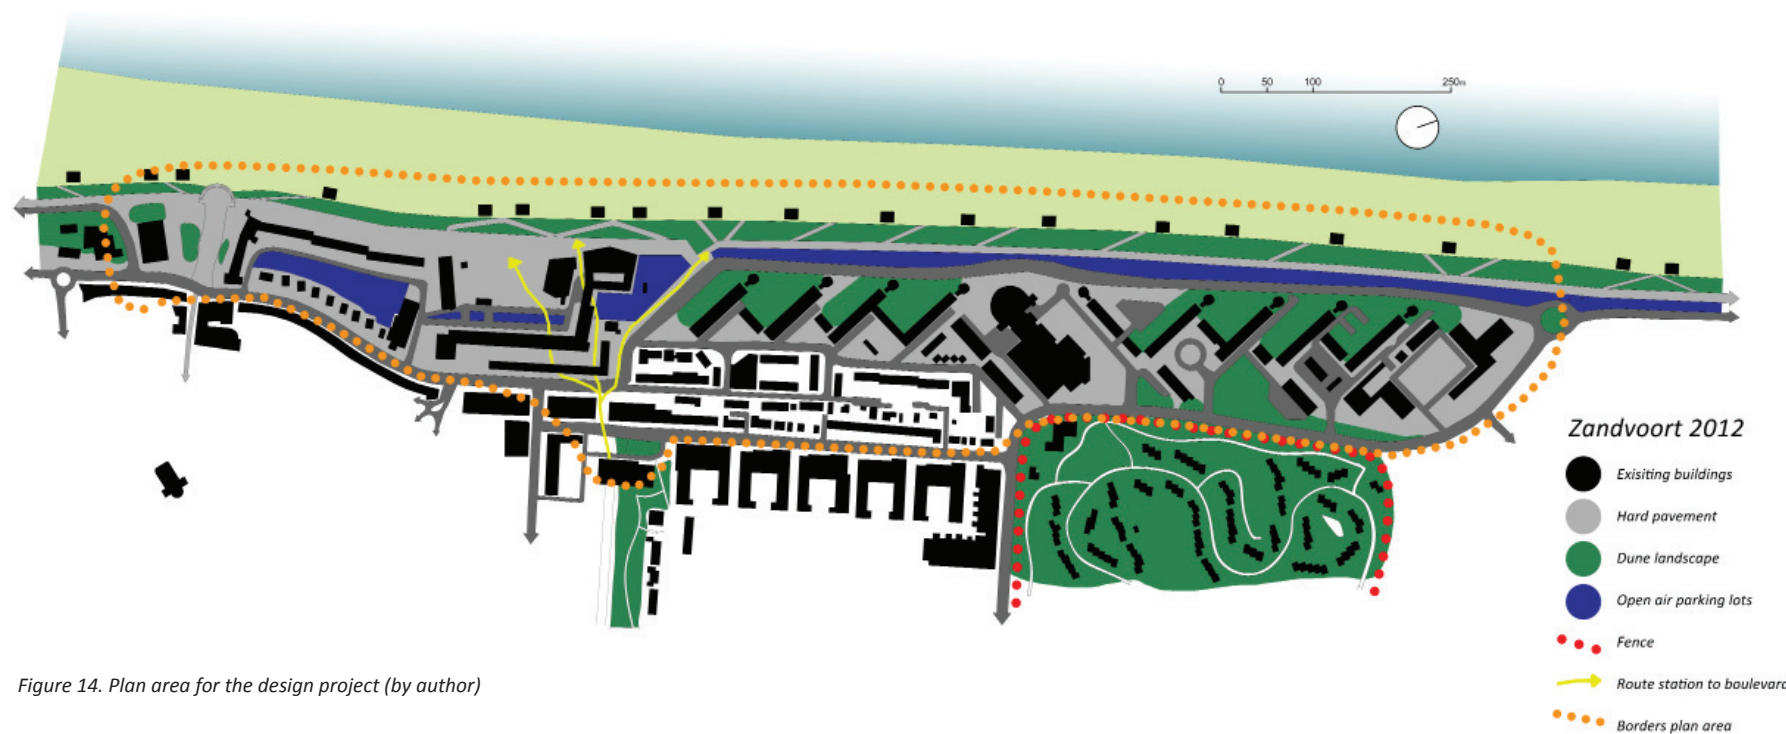 0 50 100 250m
Zandvoort 2012
Exisiting buildings
Hard pavement
Dune landscape
Open air parking lots
Fence
Route station to boulevard
Borders plan area
Figure 14. Plan area for the design project (by author)